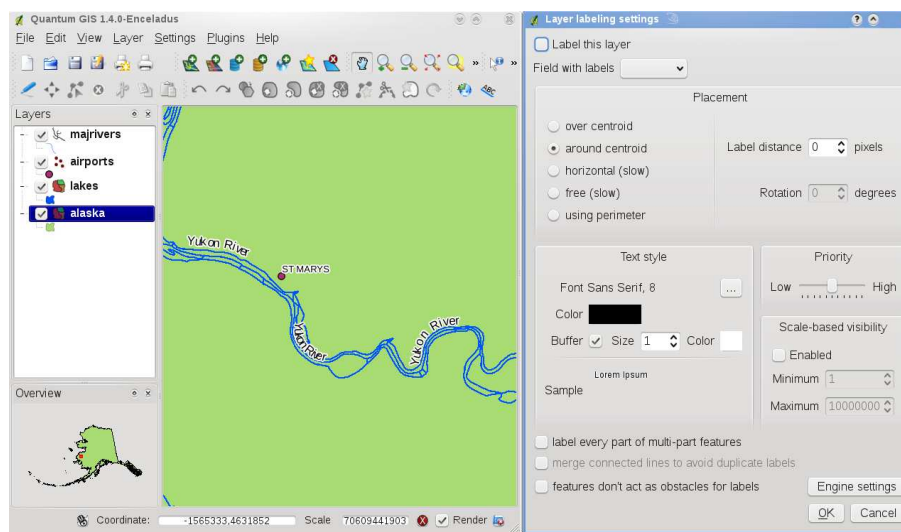 Quantum GIS 1.4.0-Enceladus
File Edit View Layer Settings Plugins Help
Layers
majrivers
airports
lakes
alaska
Yukon River
ST MARYS
Yukon River
Yukon River
Overview
Coordinate: -1565333,4631852 Scale 70609441903 Render
Layer labeling settings
Label this layer
Field with labels
Placement
over centroid
around centroid
horizontal (slow)
free (slow)
using perimeter
Label distance 0 pixels
Rotation 0 degrees
Text style
Font Sans Serif, 8 ...
Color
Buffer Size 1 Color
Lorem Ipsum
Sample
Priority
Low High
Scale-based visibility
Enabled
Minimum 1
Maximum 10000000
label every part of multi-part features
merge connected lines to avoid duplicate labels
features don't act as obstacles for labels
Engine settings
OK Cancel